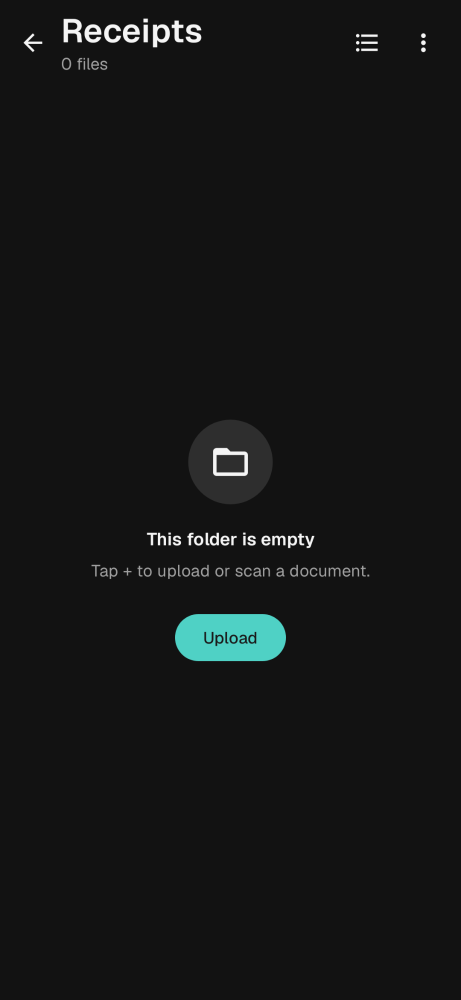 Receipts
0 files
This folder is empty
Tap + to upload or scan a document.
Upload